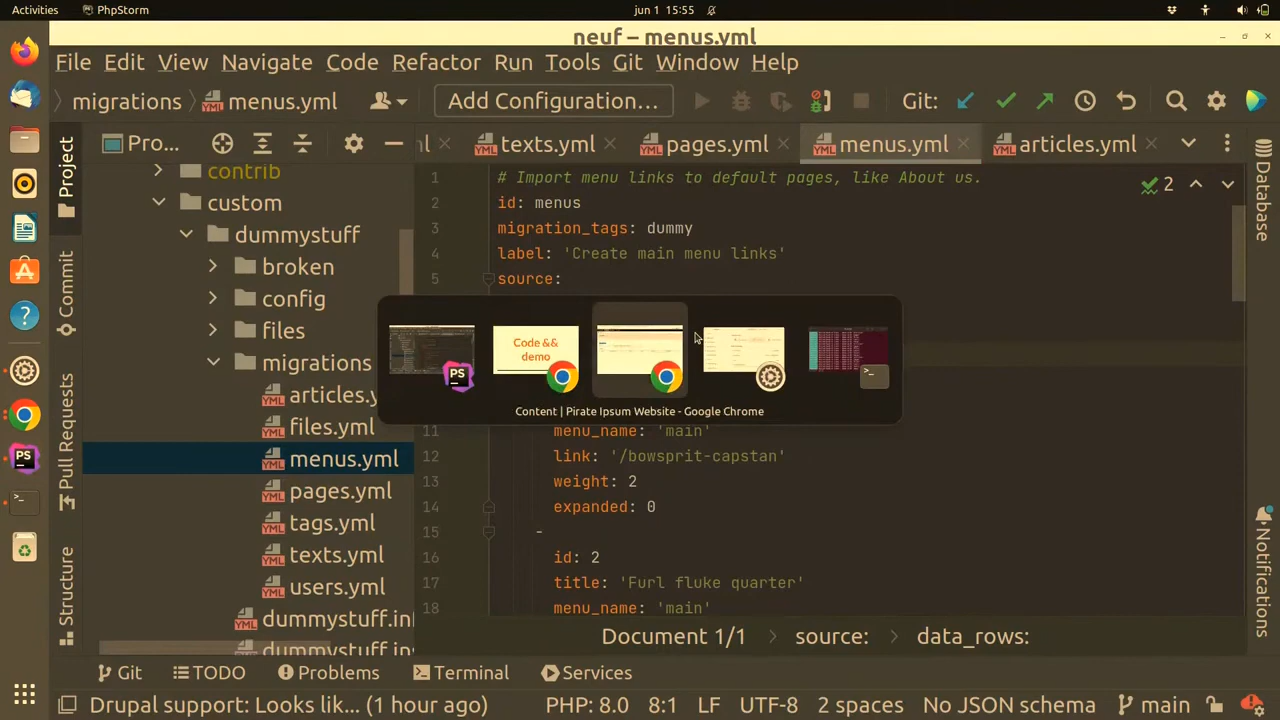 Activities PhpStorm jun 1 15:55
neuf – menus.yml
File Edit View Navigate Code Refactor Run Tools Git Window Help
migrations menus.yml Add Configuration... Git:
Project Pro... texts.yml pages.yml menus.yml articles.yml
contrib
custom
dummystuff
broken
config
files
migrations
articles.y
files.yml
menus.yml
pages.yml
tags.yml
texts.yml
users.yml
dummystuff.in
dummystuff.ins
Commit
Pull Requests
Structure
1 # Import menu links to default pages, like About us.
2 id: menus
3 migration_tags: dummy
4 label: 'Create main menu links'
5 source:
11 menu_name: 'main'
12 link: '/bowsprit-capstan'
13 weight: 2
14 expanded: 0
15 -
16 id: 2
17 title: 'Furl fluke quarter'
18 menu_name: 'main'
2
Code &&
demo
PS
Content | Pirate Ipsum Website - Google Chrome
Database
Notifications
Document 1/1 source: data_rows:
Git TODO Problems Terminal Services
Drupal support: Looks lik... (1 hour ago) PHP: 8.0 8:1 LF UTF-8 2 spaces No JSON schema main